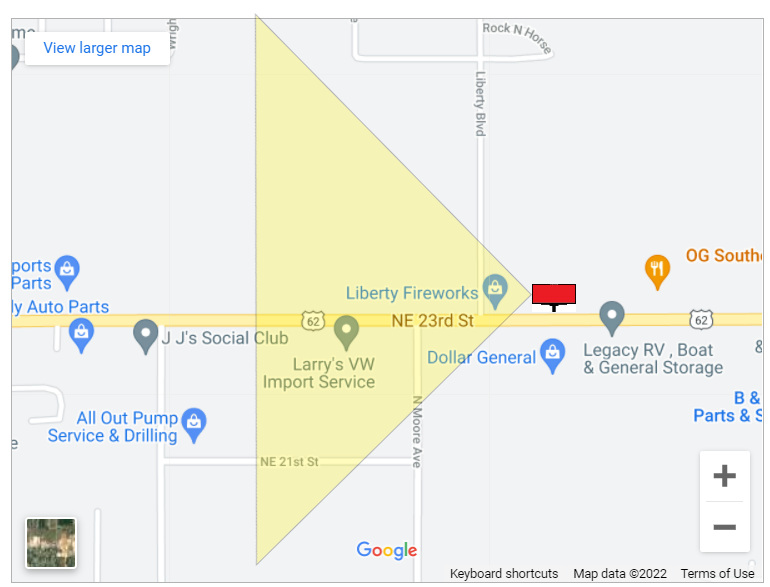 Rock N Horse
View larger map
Liberty Blvd
OG South
ports
Parts
Liberty Fireworks
ly Auto Parts
62
NE 23rd St
62
J J's Social Club
Larry's VW
Import Service
Dollar General
Legacy RV , Boat
& General Storage
&
B &
Parts & S
N Moore Ave
All Out Pump
Service & Drilling
e
NE 21st St
+
−
Google
Keyboard shortcuts
Map data ©2022
Terms of Use